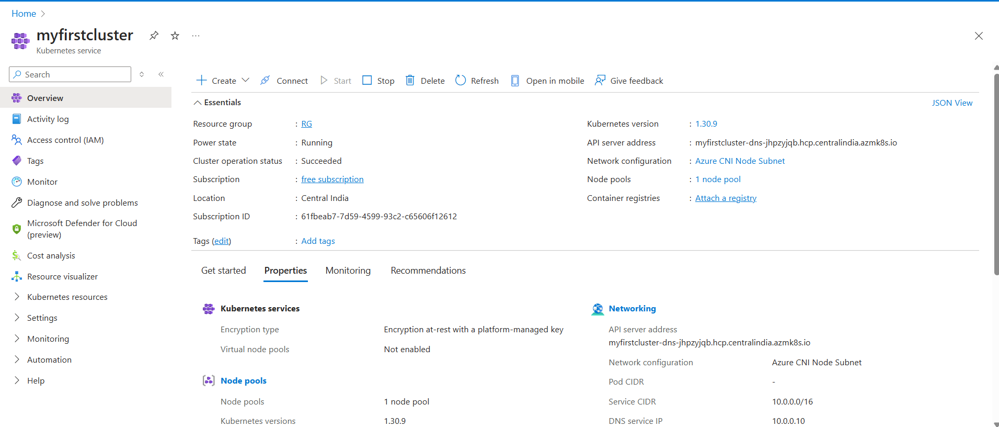 Home
myfirstcluster
Kubernetes service
Search
Overview
Activity log
Access control (IAM)
Tags
Monitor
Diagnose and solve problems
Microsoft Defender for Cloud
(preview)
Cost analysis
Resource visualizer
Kubernetes resources
Settings
Monitoring
Automation
Help
Create Connect Start Stop Delete Refresh Open in mobile Give feedback
Essentials
JSON View
Resource group : RG
Power state : Running
Cluster operation status : Succeeded
Subscription : free subscription
Location : Central India
Subscription ID : 61fbeab7-7d59-4599-93c2-c65606f12612
Tags (edit) : Add tags
Kubernetes version : 1.30.9
API server address : myfirstcluster-dns-jhpzyjqb.hcp.centralindia.azmk8s.io
Network configuration : Azure CNI Node Subnet
Node pools : 1 node pool
Container registries : Attach a registry
Get started Properties Monitoring Recommendations
Kubernetes services
Encryption type Encryption at-rest with a platform-managed key
Virtual node pools Not enabled
Node pools
Node pools 1 node pool
Kubernetes versions 1.30.9
Networking
API server address
myfirstcluster-dns-jhpzyjqb.hcp.centralindia.azmk8s.io
Network configuration Azure CNI Node Subnet
Pod CIDR -
Service CIDR 10.0.0.0/16
DNS service IP 10.0.0.10